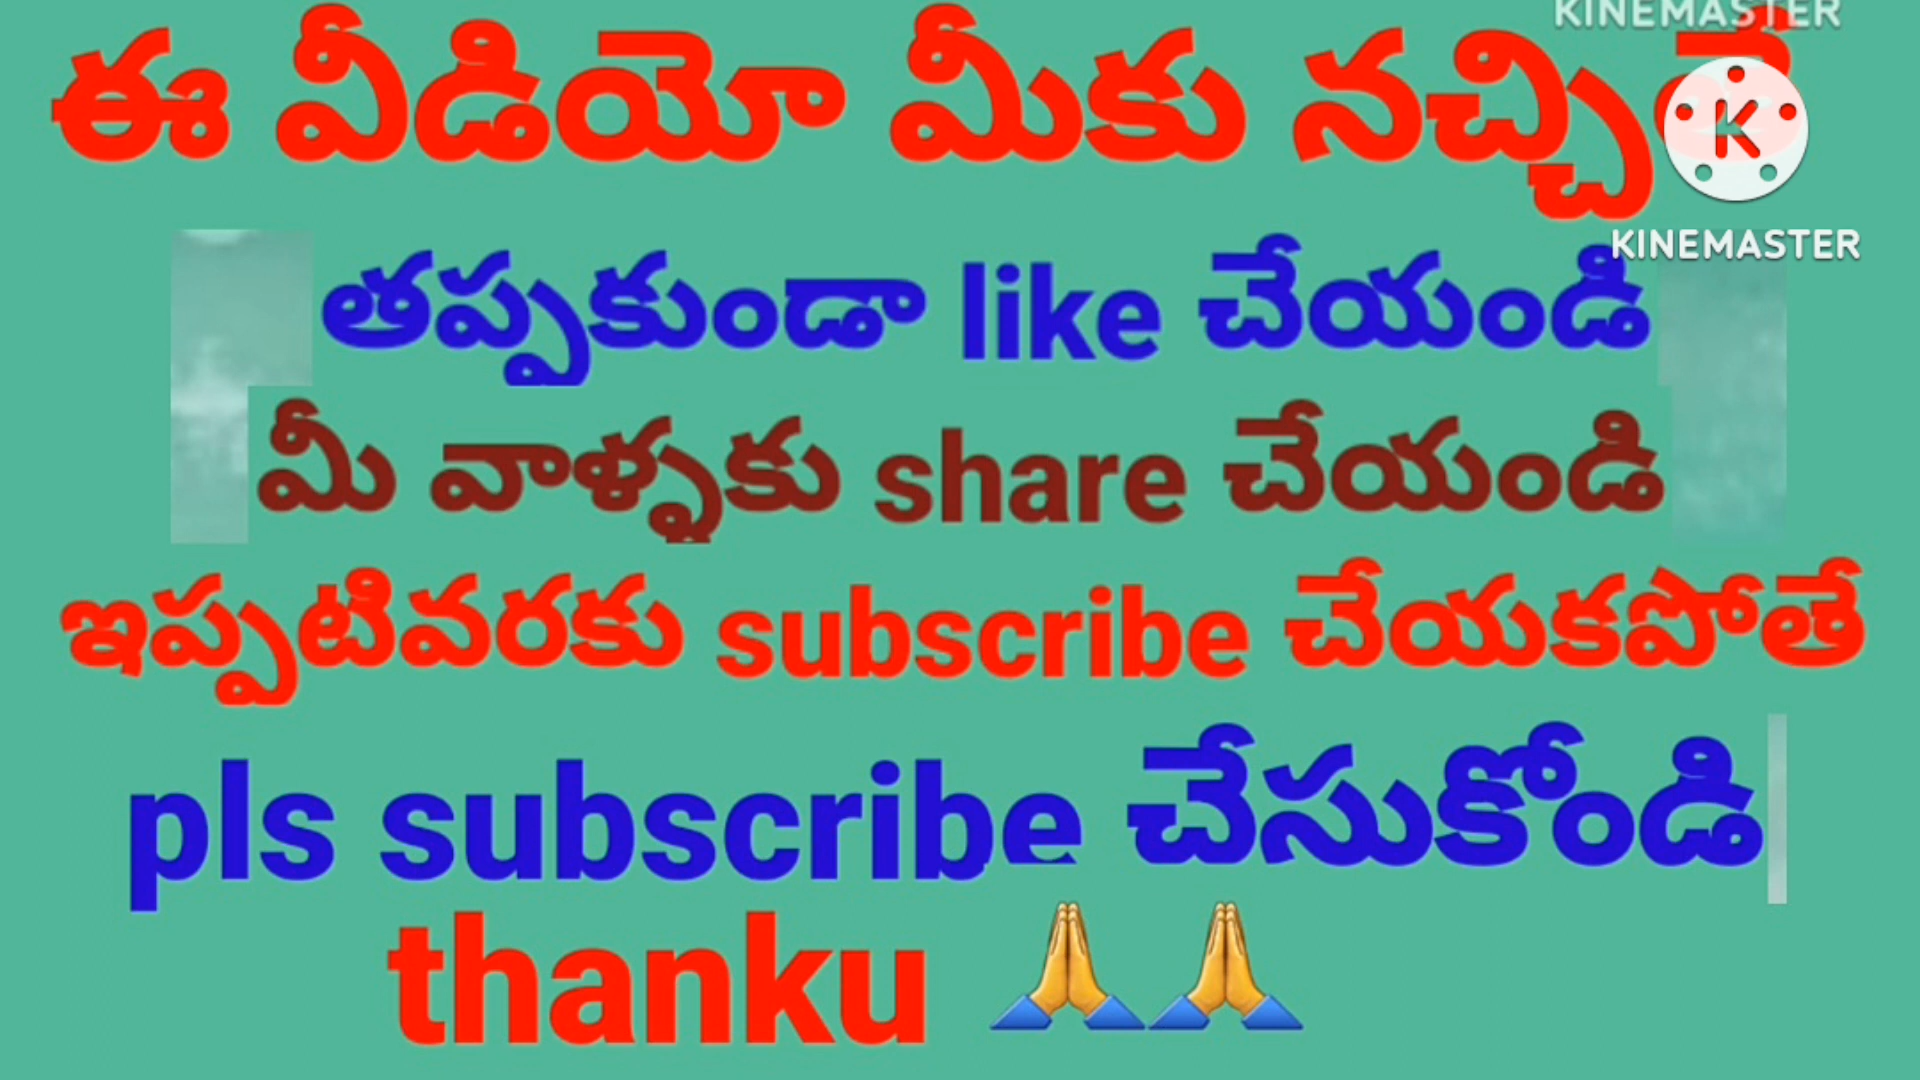 KINEMASTER
ఈ వీడియో మీకు నచ్చితే
KINEMASTER
తప్పకుండా like చేయండి
మీ వాళ్ళకు share చేయండి
ఇప్పటివరకు subscribe చేయకపోతే
pls subscribe చేసుకోండి
thanku 🙏🙏